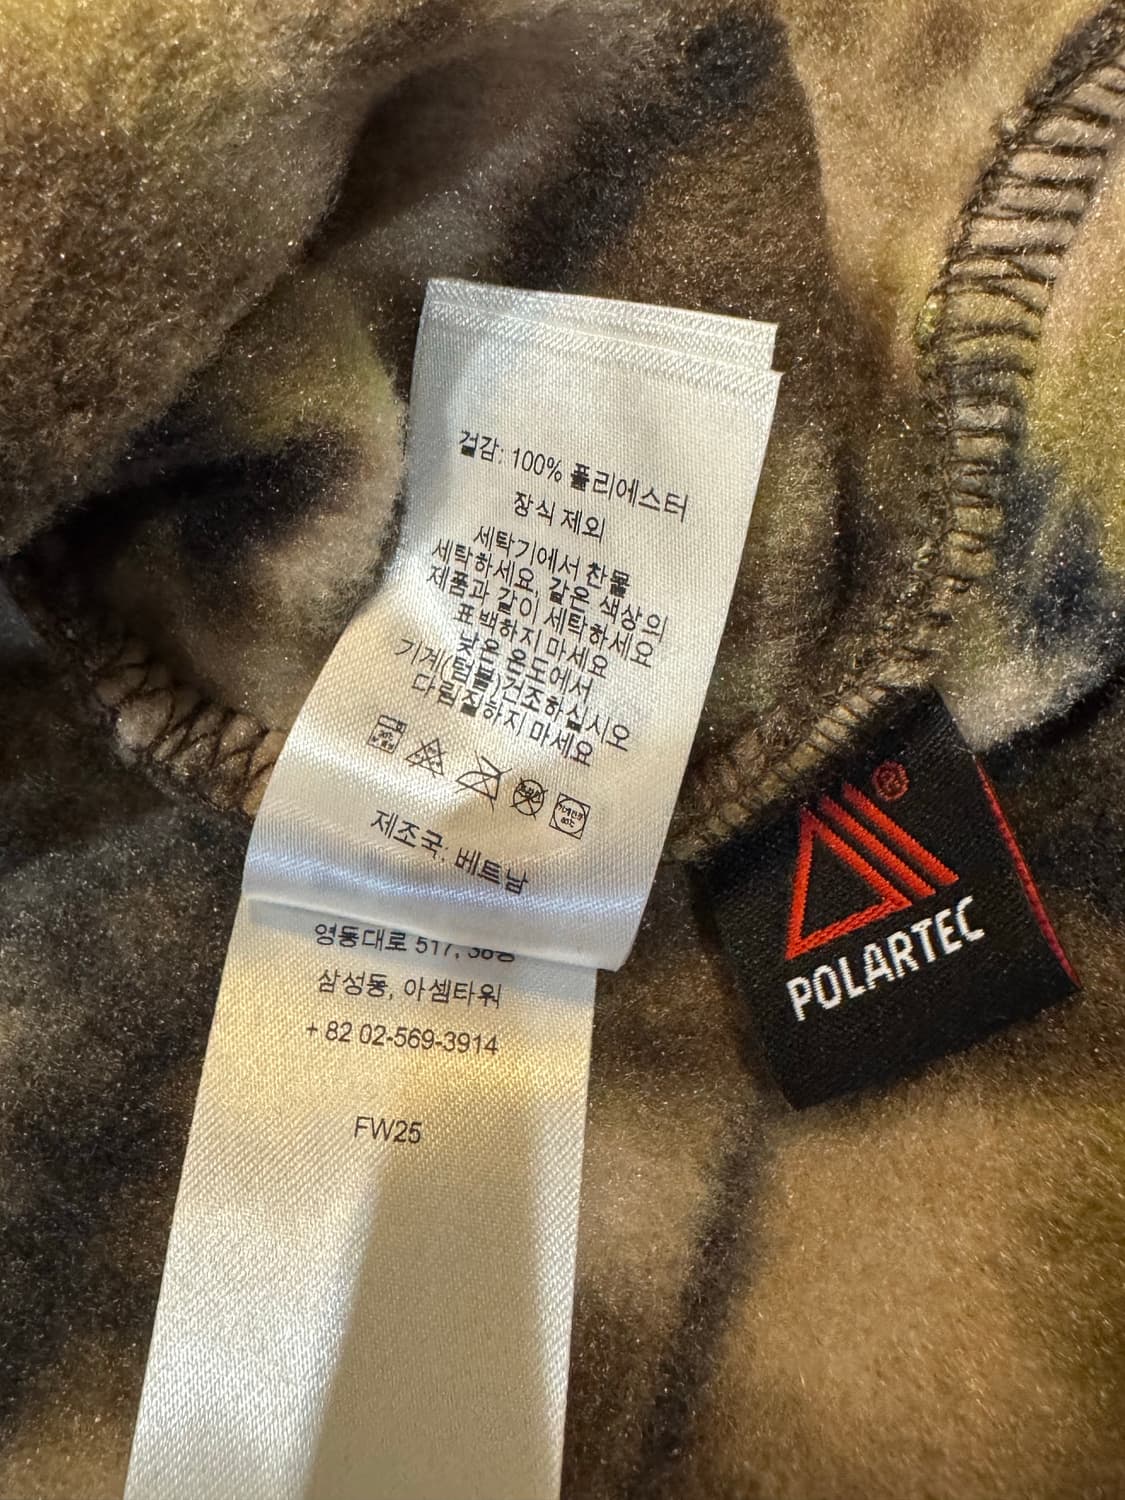 겉감: 100% 폴리에스터
장식 제외
세탁기에서 찬물
세탁하세요, 같은 색상의
제품과 같이 세탁하세요
표백하지 마세요
낮은 온도에서
기계(텀블)건조하십시오
다림질하지 마세요
제조국: 베트남
영동대로 517, 38층
삼성동, 아셈타워
+ 82 02-569-3914
FW25
®
POLARTEC